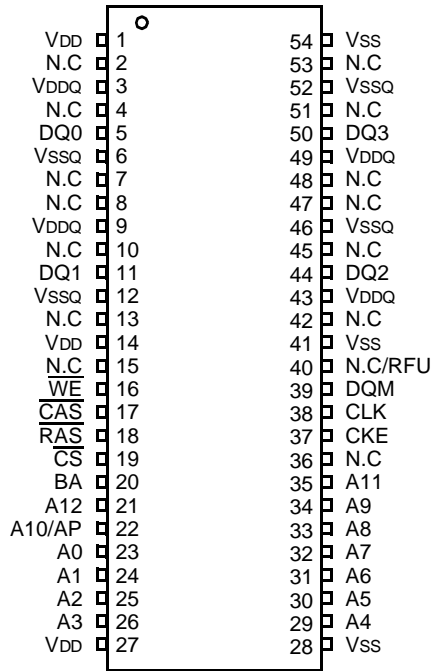 VDD 1 54 VSS
N.C 2 53 N.C
VDDQ 3 52 VSSQ
N.C 4 51 N.C
DQ0 5 50 DQ3
VSSQ 6 49 VDDQ
N.C 7 48 N.C
N.C 8 47 N.C
VDDQ 9 46 VSSQ
N.C 10 45 N.C
DQ1 11 44 DQ2
VSSQ 12 43 VDDQ
N.C 13 42 N.C
VDD 14 41 VSS
N.C 15 40 N.C/RFU
W̅E̅ 16 39 DQM
C̅A̅S̅ 17 38 CLK
R̅A̅S̅ 18 37 CKE
C̅S̅ 19 36 N.C
BA 20 35 A11
A12 21 34 A9
A10/AP 22 33 A8
A0 23 32 A7
A1 24 31 A6
A2 25 30 A5
A3 26 29 A4
VDD 27 28 VSS